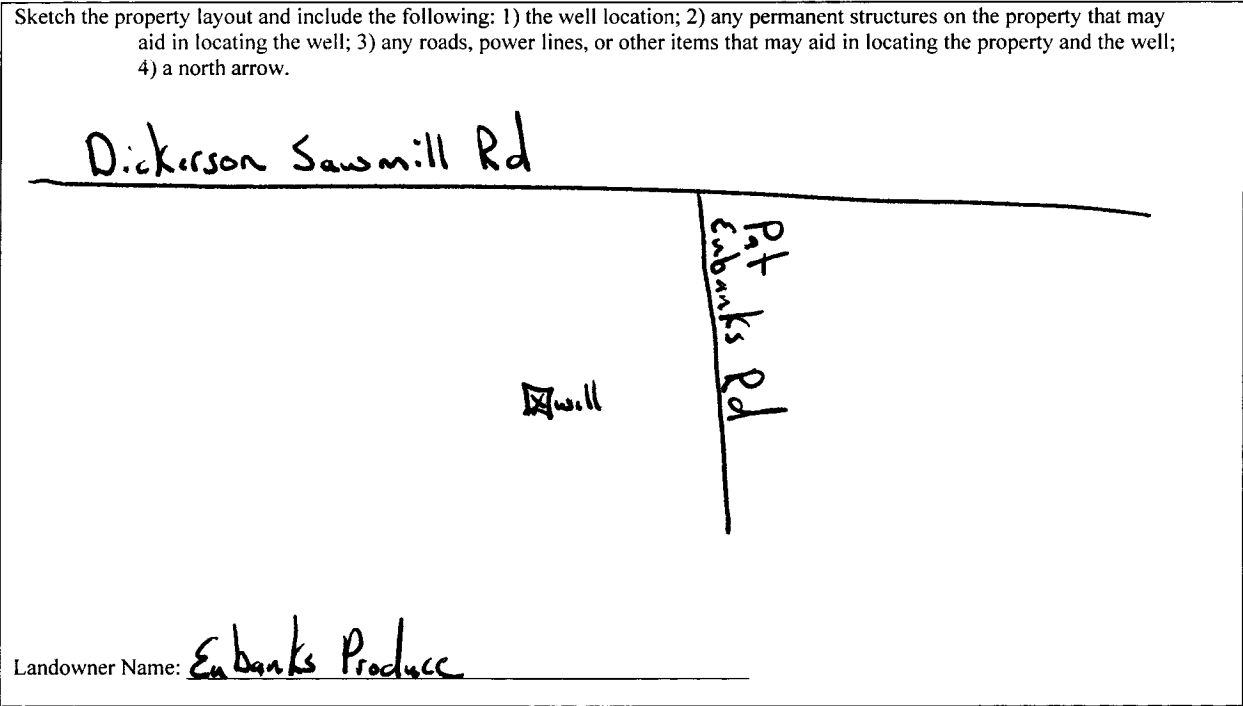 Sketch the property layout and include the following: 1) the well location; 2) any permanent structures on the property that may
aid in locating the well; 3) any roads, power lines, or other items that may aid in locating the property and the well;
4) a north arrow.
Dickerson Sawmill Rd
Pat
Eubanks Rd
well
Landowner Name: Eubanks Produce